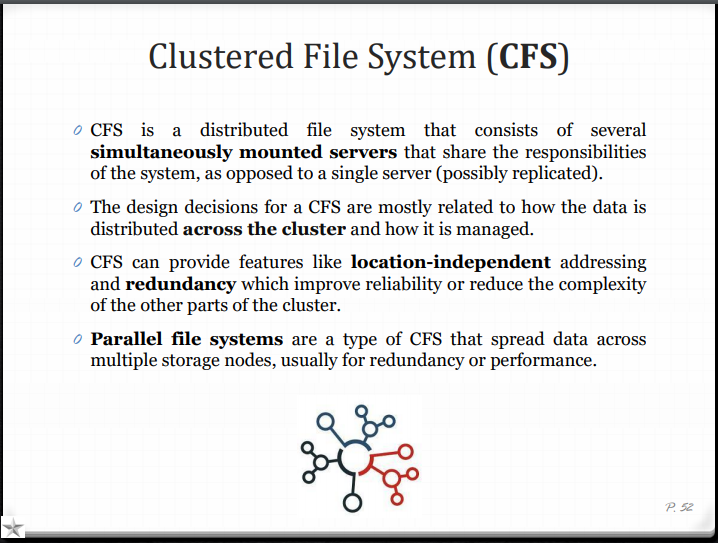 Clustered File System (CFS)
CFS is a distributed file system that consists of several
simultaneously mounted servers that share the responsibilities
of the system, as opposed to a single server (possibly replicated).
The design decisions for a CFS are mostly related to how the data is
distributed across the cluster and how it is managed.
CFS can provide features like location-independent addressing
and redundancy which improve reliability or reduce the complexity
of the other parts of the cluster.
Parallel file systems are a type of CFS that spread data across
multiple storage nodes, usually for redundancy or performance.
P. 52